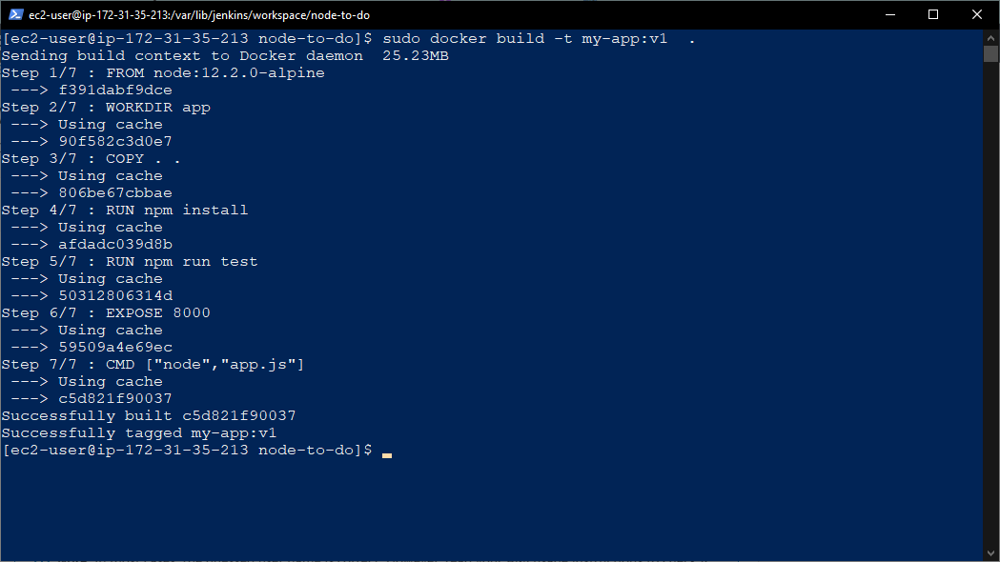 ec2-user@ip-172-31-35-213:/var/lib/jenkins/workspace/node-to-do
[ec2-user@ip-172-31-35-213 node-to-do]$ sudo docker build -t my-app:v1  .
Sending build context to Docker daemon  25.23MB
Step 1/7 : FROM node:12.2.0-alpine
 ---> f391dabf9dce
Step 2/7 : WORKDIR app
 ---> Using cache
 ---> 90f582c3d0e7
Step 3/7 : COPY . .
 ---> Using cache
 ---> 806be67cbbae
Step 4/7 : RUN npm install
 ---> Using cache
 ---> afdadc039d8b
Step 5/7 : RUN npm run test
 ---> Using cache
 ---> 50312806314d
Step 6/7 : EXPOSE 8000
 ---> Using cache
 ---> 59509a4e69ec
Step 7/7 : CMD ["node","app.js"]
 ---> Using cache
 ---> c5d821f90037
Successfully built c5d821f90037
Successfully tagged my-app:v1
[ec2-user@ip-172-31-35-213 node-to-do]$